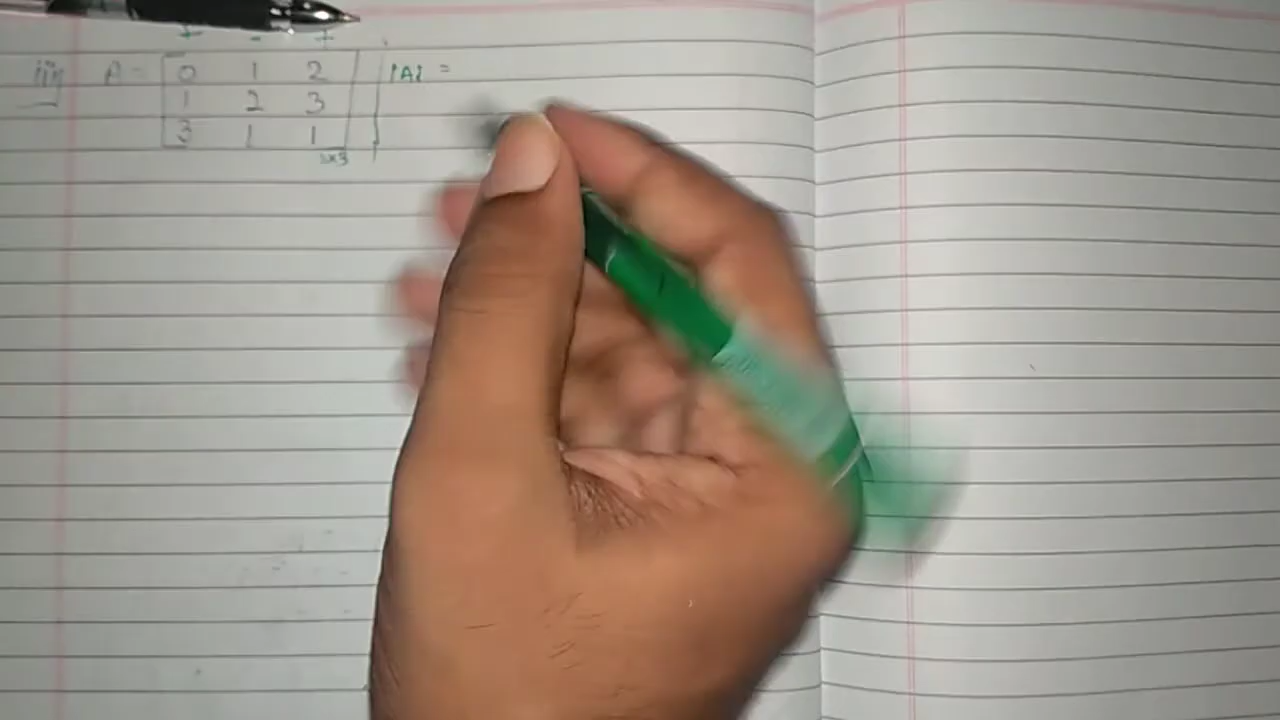 + - +
iii) A = 0 1 2 |A| =
1 2 3
3 1 1
3x3